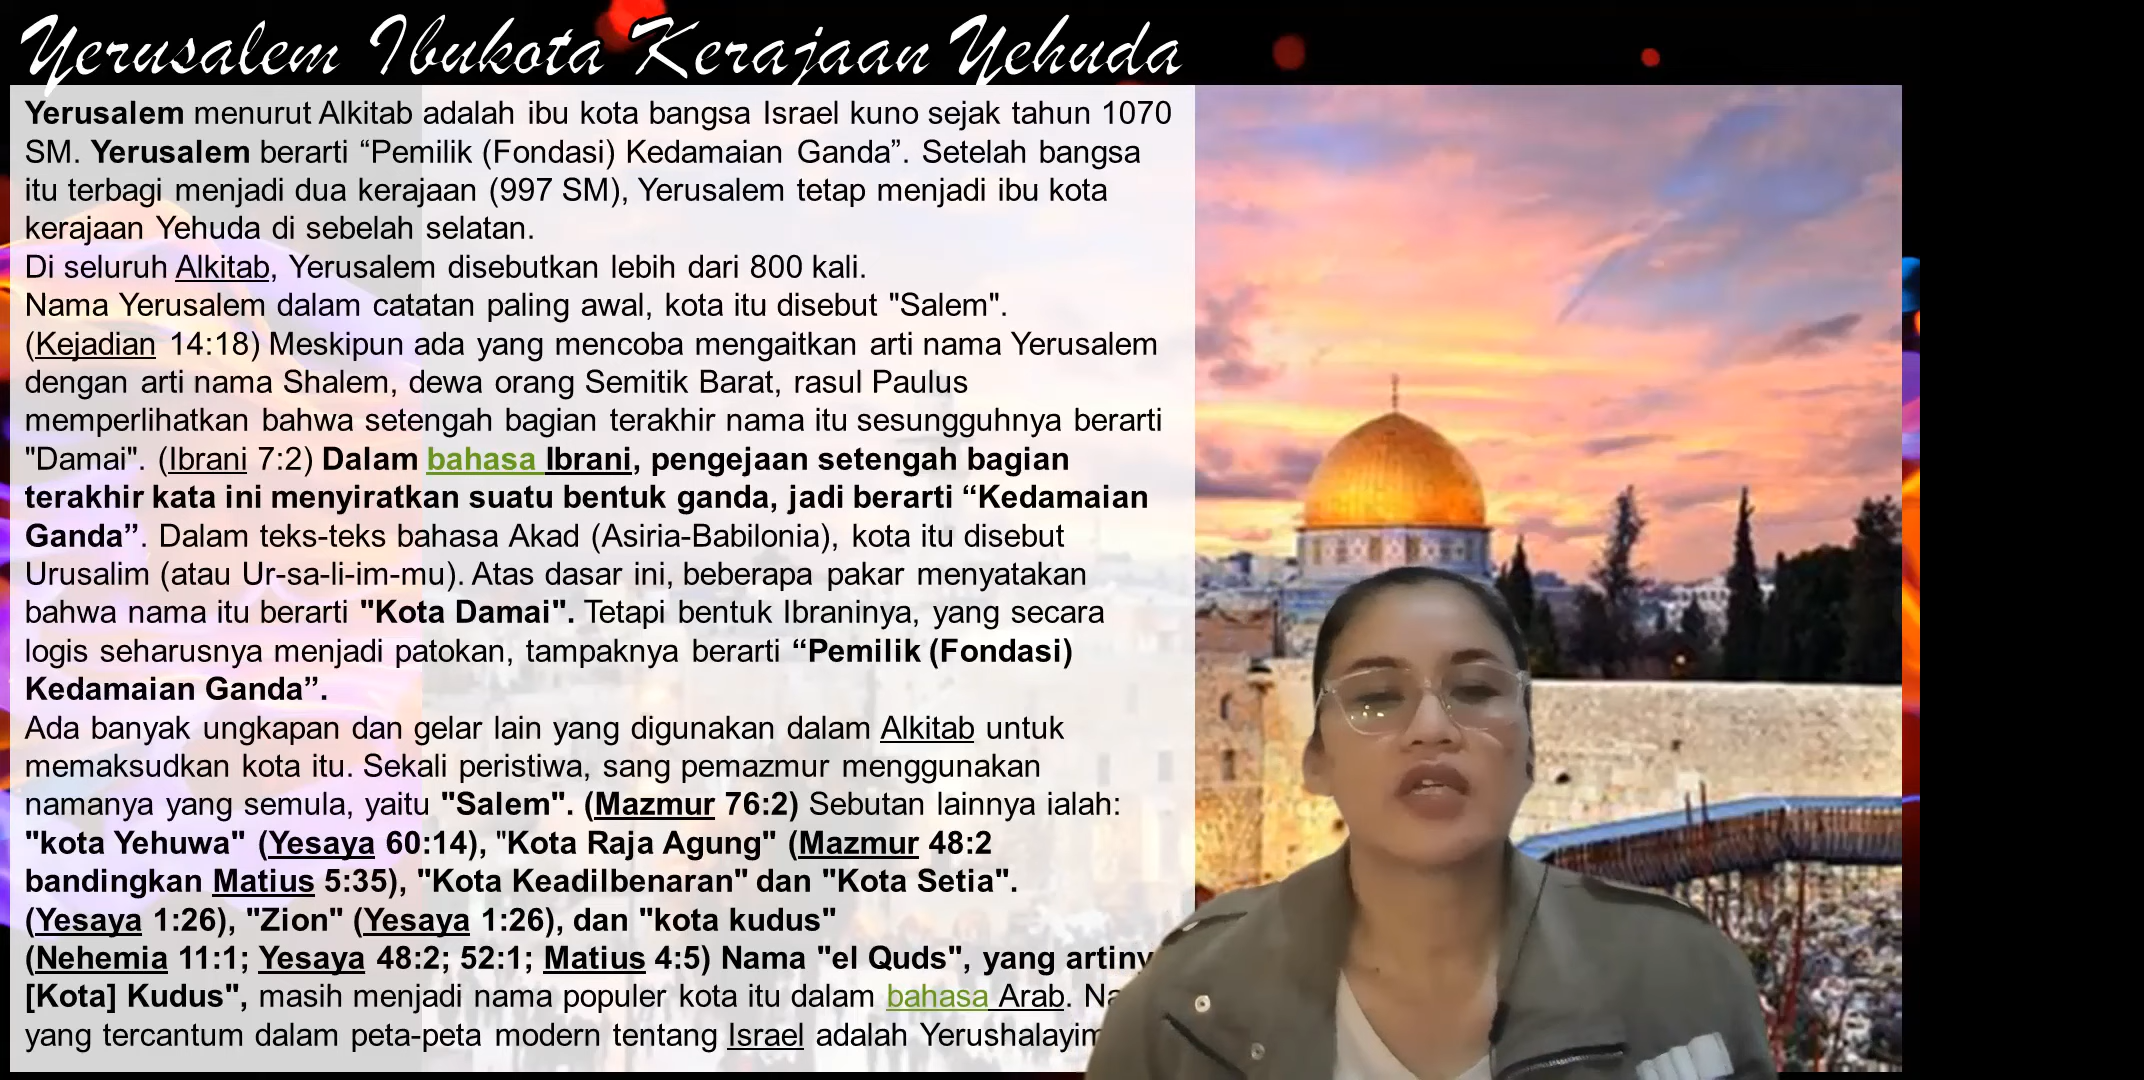 Yerusalem Ibukota Kerajaan Yehuda
Yerusalem menurut Alkitab adalah ibu kota bangsa Israel kuno sejak tahun 1070
SM. Yerusalem berarti “Pemilik (Fondasi) Kedamaian Ganda”. Setelah bangsa
itu terbagi menjadi dua kerajaan (997 SM), Yerusalem tetap menjadi ibu kota
kerajaan Yehuda di sebelah selatan.
Di seluruh Alkitab, Yerusalem disebutkan lebih dari 800 kali.
Nama Yerusalem dalam catatan paling awal, kota itu disebut "Salem".
(Kejadian 14:18) Meskipun ada yang mencoba mengaitkan arti nama Yerusalem
dengan arti nama Shalem, dewa orang Semitik Barat, rasul Paulus
memperlihatkan bahwa setengah bagian terakhir nama itu sesungguhnya berarti
"Damai". (Ibrani 7:2) Dalam bahasa Ibrani, pengejaan setengah bagian
terakhir kata ini menyiratkan suatu bentuk ganda, jadi berarti “Kedamaian
Ganda”. Dalam teks-teks bahasa Akad (Asiria-Babilonia), kota itu disebut
Urusalim (atau Ur-sa-li-im-mu). Atas dasar ini, beberapa pakar menyatakan
bahwa nama itu berarti "Kota Damai". Tetapi bentuk Ibraninya, yang secara
logis seharusnya menjadi patokan, tampaknya berarti “Pemilik (Fondasi)
Kedamaian Ganda”.
Ada banyak ungkapan dan gelar lain yang digunakan dalam Alkitab untuk
memaksudkan kota itu. Sekali peristiwa, sang pemazmur menggunakan
namanya yang semula, yaitu "Salem". (Mazmur 76:2) Sebutan lainnya ialah:
"kota Yehuwa" (Yesaya 60:14), "Kota Raja Agung" (Mazmur 48:2
bandingkan Matius 5:35), "Kota Keadilbenaran" dan "Kota Setia".
(Yesaya 1:26), "Zion" (Yesaya 1:26), dan "kota kudus"
(Nehemia 11:1; Yesaya 48:2; 52:1; Matius 4:5) Nama "el Quds", yang
[Kota] Kudus", masih menjadi nama populer kota itu dalam bahasa Arab.
yang tercantum dalam peta-peta modern tentang Israel adalah